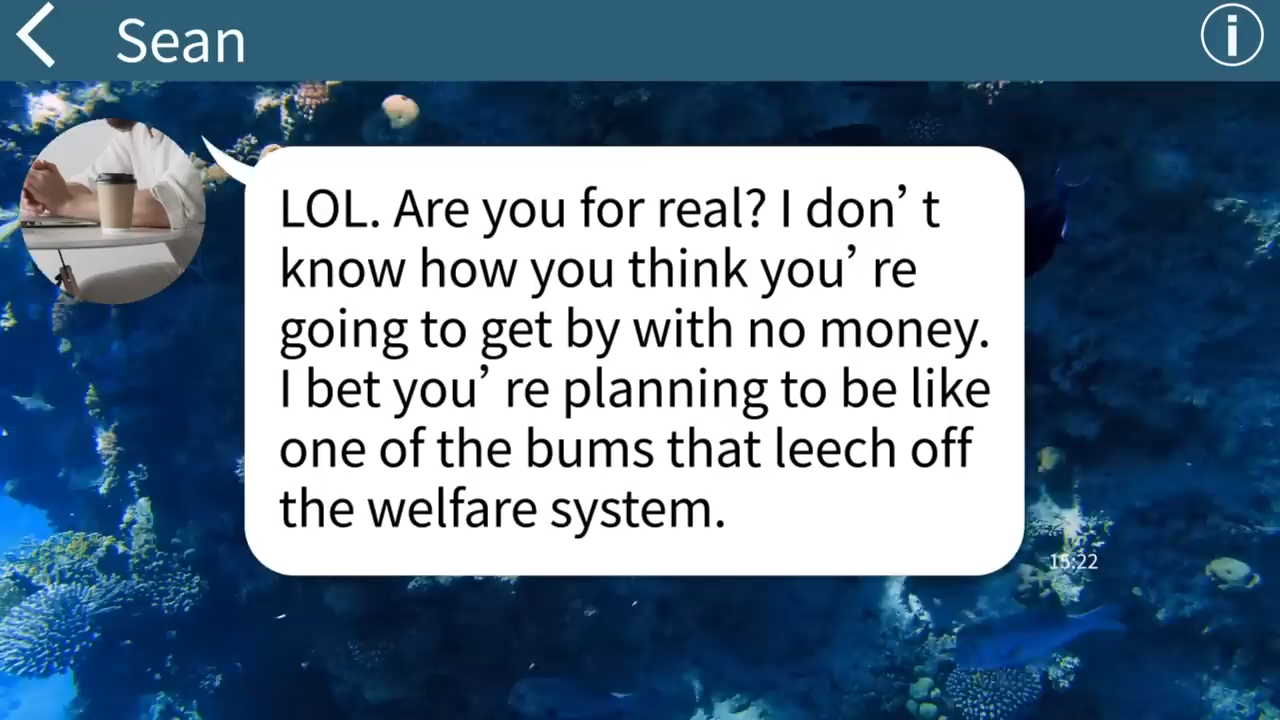 Sean
LOL. Are you for real? I don’t
know how you think you’re
going to get by with no money.
I bet you’re planning to be like
one of the bums that leech off
the welfare system.
15:22